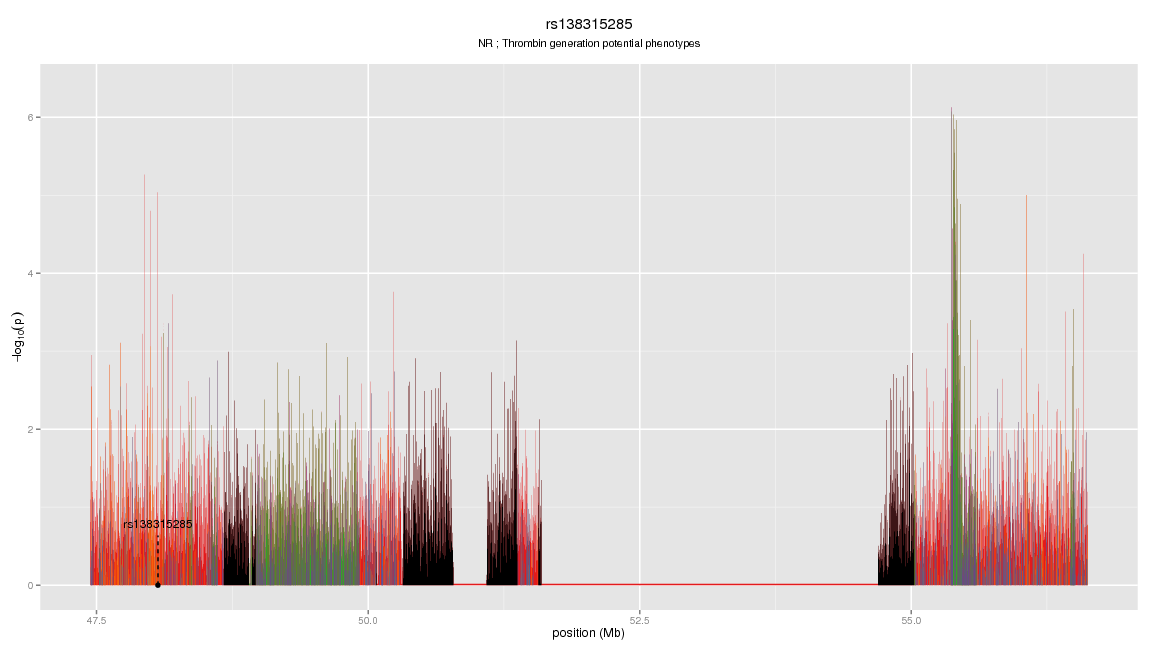 rs138315285
NR ; Thrombin generation potential phenotypes
6
4
2
0
−log10(p)
rs138315285
47.5
50.0
52.5
55.0
position (Mb)